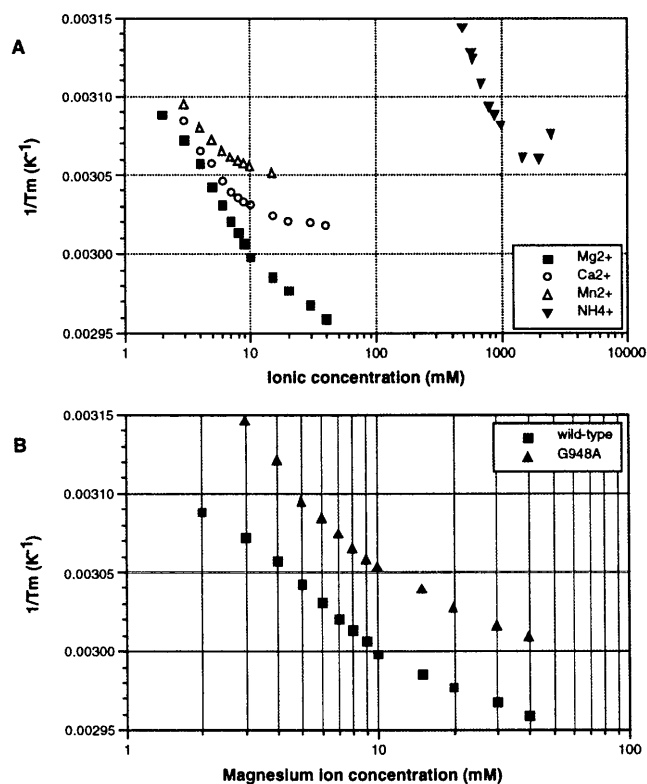 A
0.00315
0.00310
0.00305
0.00300
0.00295
1/Tm (K⁻¹)
Mg2+
Ca2+
Mn2+
NH4+
1 10 100 1000 10000
Ionic concentration (mM)
B
0.00315
0.00310
0.00305
0.00300
0.00295
1/Tm (K⁻¹)
wild-type
G948A
1 10 100
Magnesium ion concentration (mM)